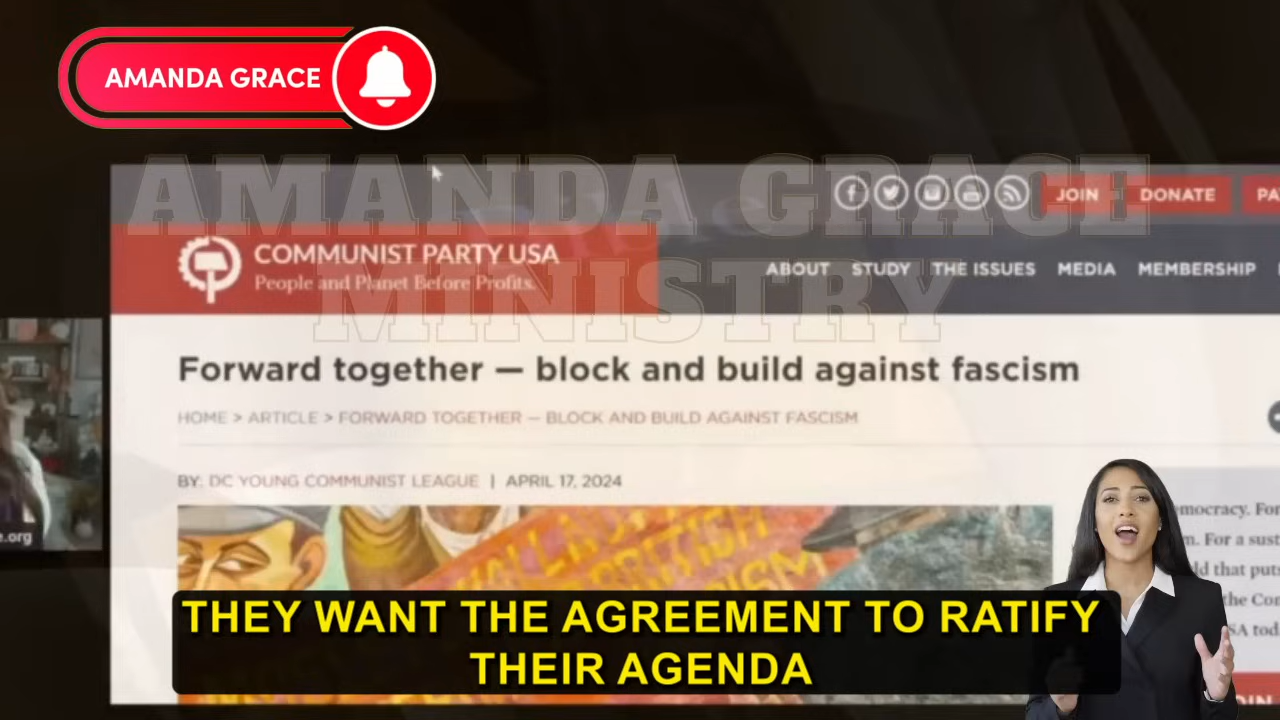 AMANDA GRACE
AMANDA GRACE
MINISTRY
JOIN
DONATE
COMMUNIST PARTY USA
People and Planet Before Profits.
ABOUT STUDY THE ISSUES MEDIA MEMBERSHIP
Forward together — block and build against fascism
HOME > ARTICLE > FORWARD TOGETHER — BLOCK AND BUILD AGAINST FASCISM
BY: DC YOUNG COMMUNIST LEAGUE | APRIL 17, 2024
THEY WANT THE AGREEMENT TO RATIFY
THEIR AGENDA